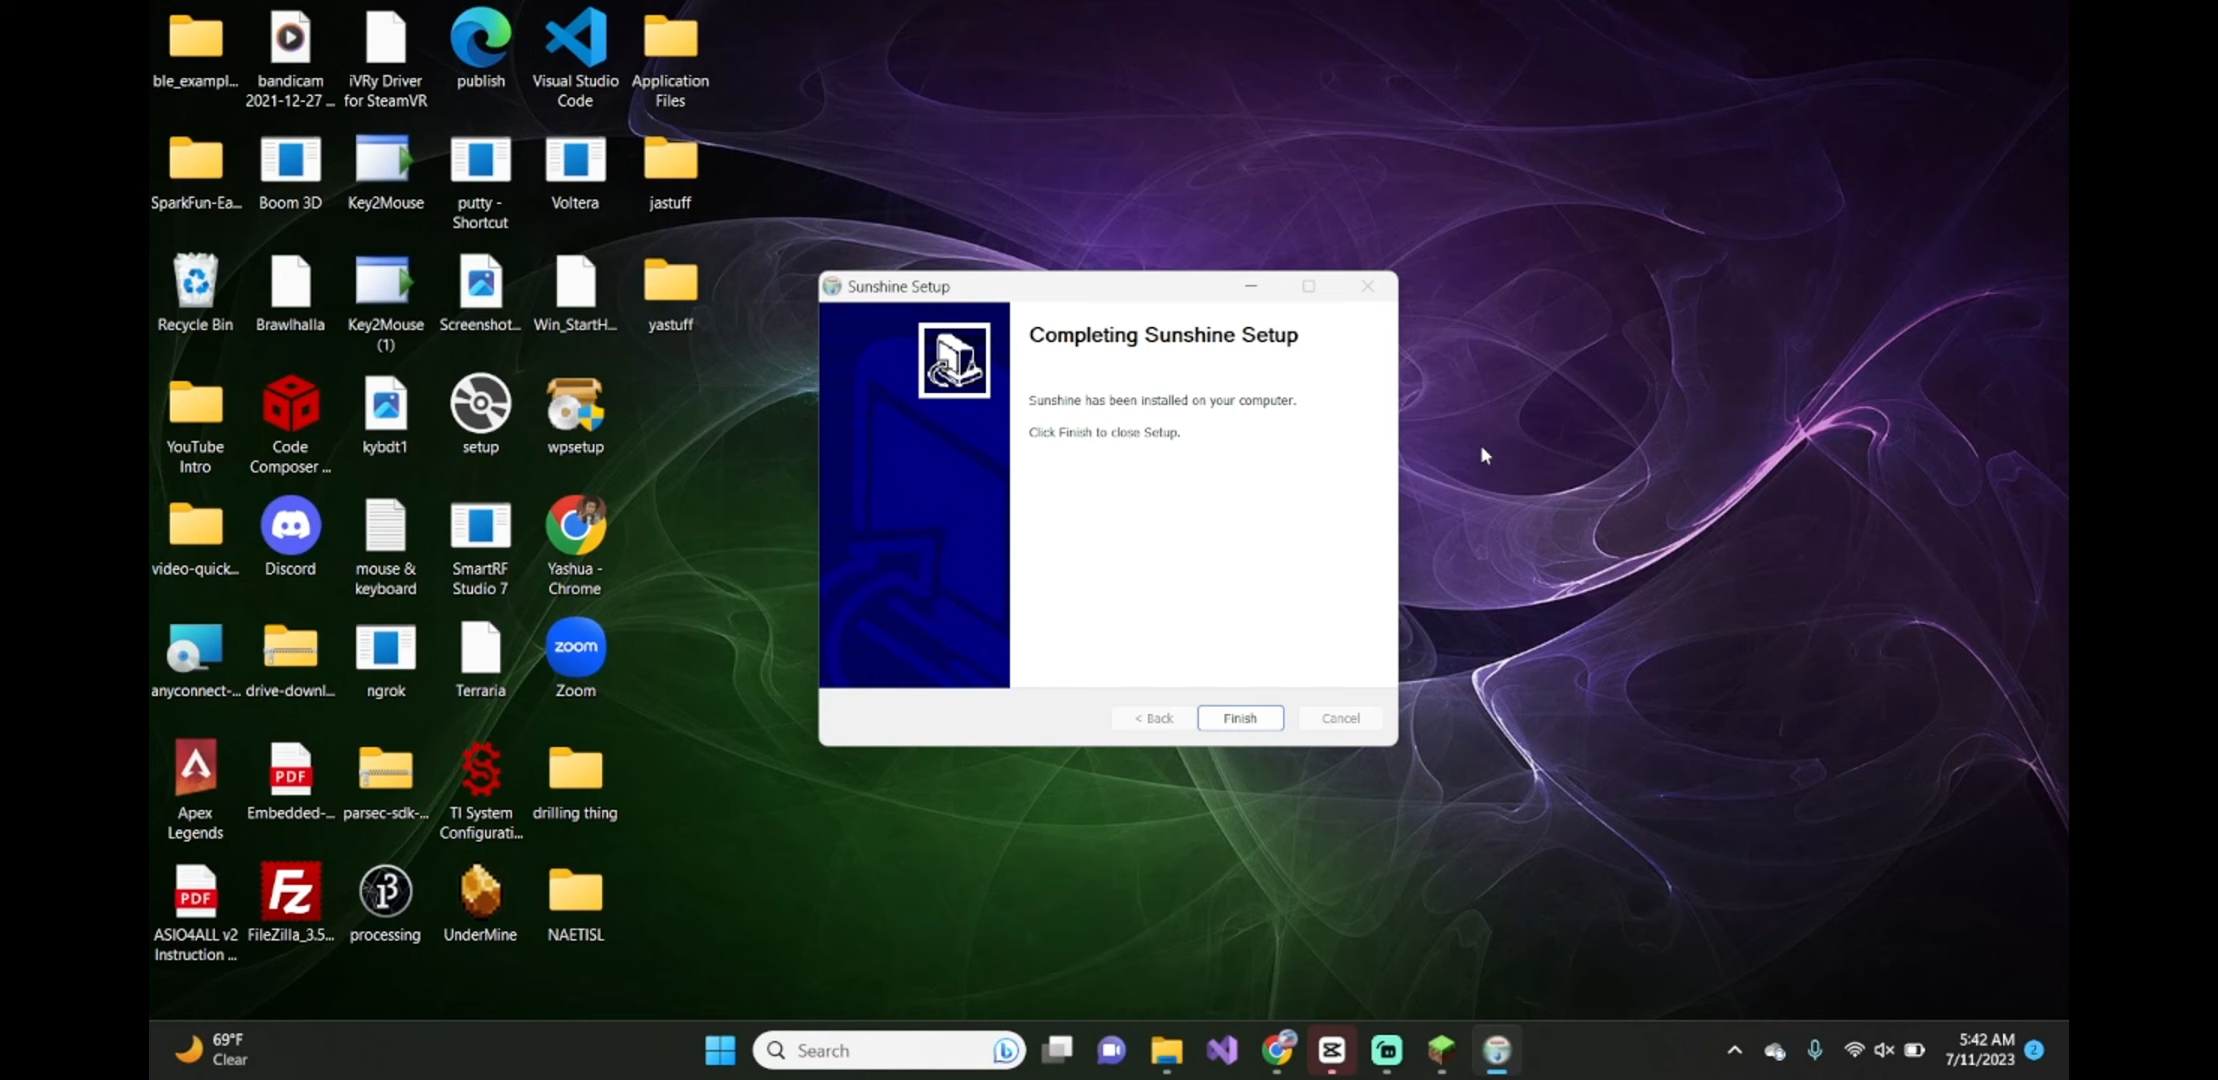 ble_exampl...
bandicam
2021-12-27 ...
iVRy Driver
for SteamVR
publish
Visual Studio
Code
Application
Files
SparkFun-Ea...
Boom 3D
Key2Mouse
putty -
Shortcut
Voltera
jastuff
Recycle Bin
Brawlhalla
Key2Mouse
(1)
Screenshot...
Win_StartH...
yastuff
YouTube
Intro
Code
Composer ...
kybdt1
setup
wpsetup
video-quick...
Discord
mouse &
keyboard
SmartRF
Studio 7
Yashua -
Chrome
anyconnect-...
drive-downl...
ngrok
Terraria
zoom
Zoom
Apex
Legends
PDF
Embedded-...
parsec-sdk-...
TI System
Configurati...
drilling thing
PDF
ASIO4ALL v2
Instruction ...
Fz
FileZilla_3.5...
processing
UnderMine
NAETISL
Sunshine Setup
Completing Sunshine Setup
Sunshine has been installed on your computer.
Click Finish to close Setup.
< Back
Finish
Cancel
69°F
Clear
Search
5:42 AM
7/11/2023
2